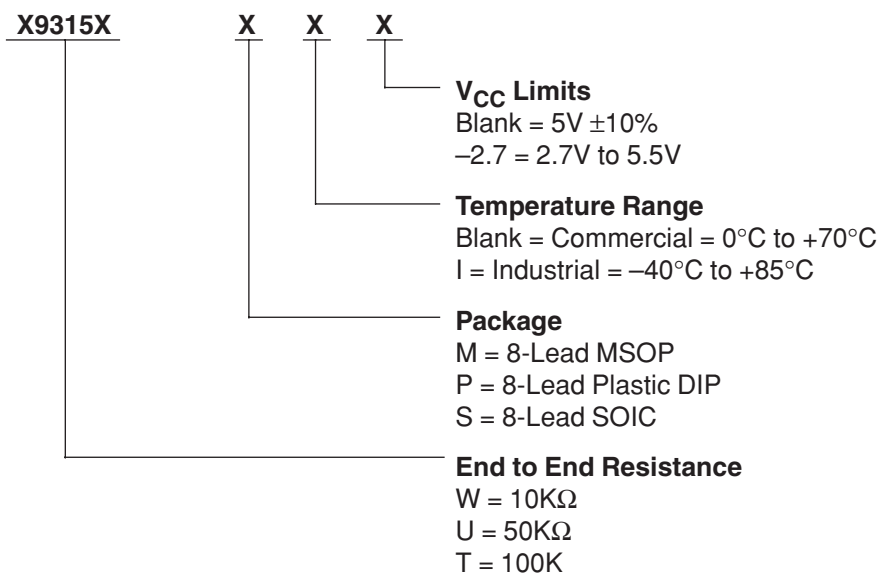 X9315X X X X
V_CC Limits
Blank = 5V ±10%
–2.7 = 2.7V to 5.5V
Temperature Range
Blank = Commercial = 0°C to +70°C
I = Industrial = –40°C to +85°C
Package
M = 8-Lead MSOP
P = 8-Lead Plastic DIP
S = 8-Lead SOIC
End to End Resistance
W = 10KΩ
U = 50KΩ
T = 100K